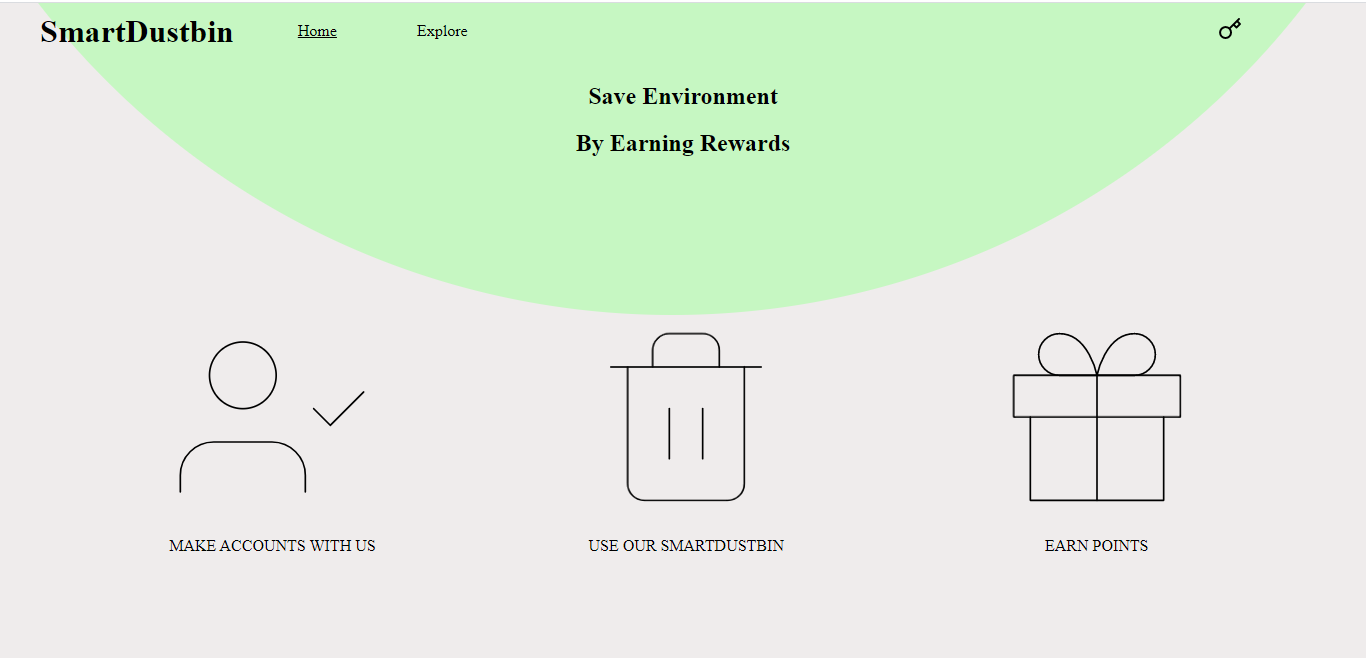 SmartDustbin Home Explore
Save Environment
By Earning Rewards
MAKE ACCOUNTS WITH US
USE OUR SMARTDUSTBIN
EARN POINTS